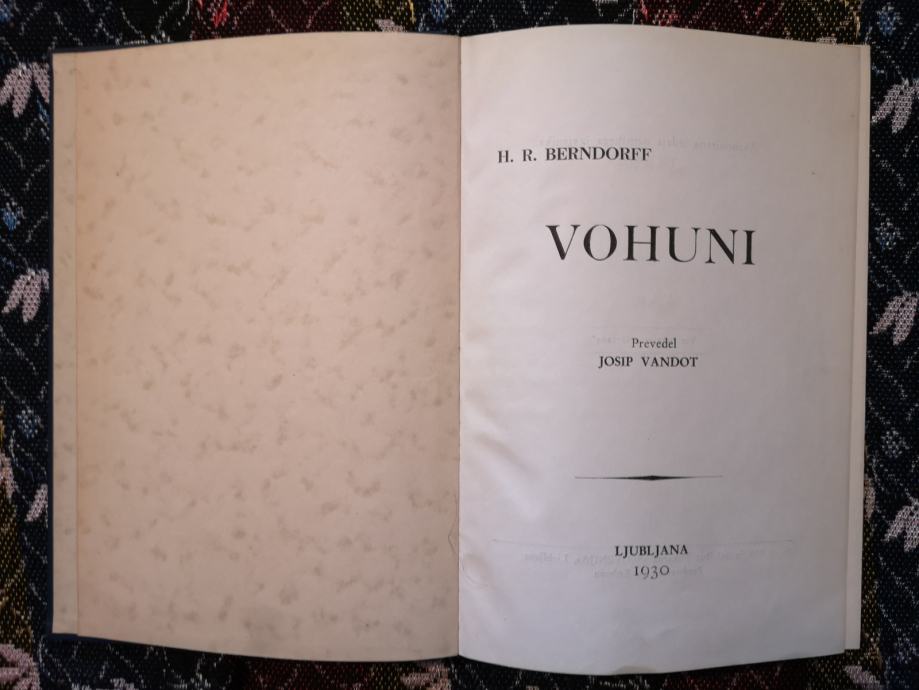 H. R. BERNDORFF
VOHUNI
Prevedel
JOSIP VANDOT
LJUBLJANA
1930